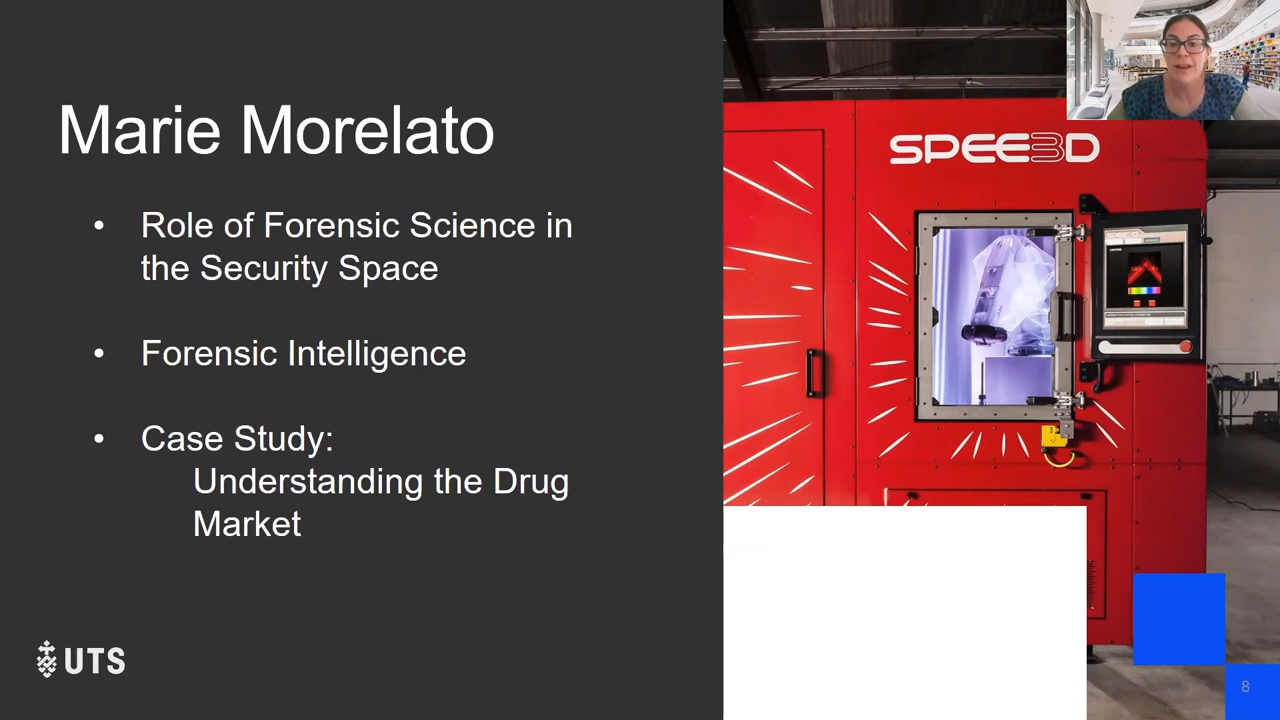 Marie Morelato
• Role of Forensic Science in
the Security Space
• Forensic Intelligence
• Case Study:
Understanding the Drug
Market
UTS
SPEE3D
8